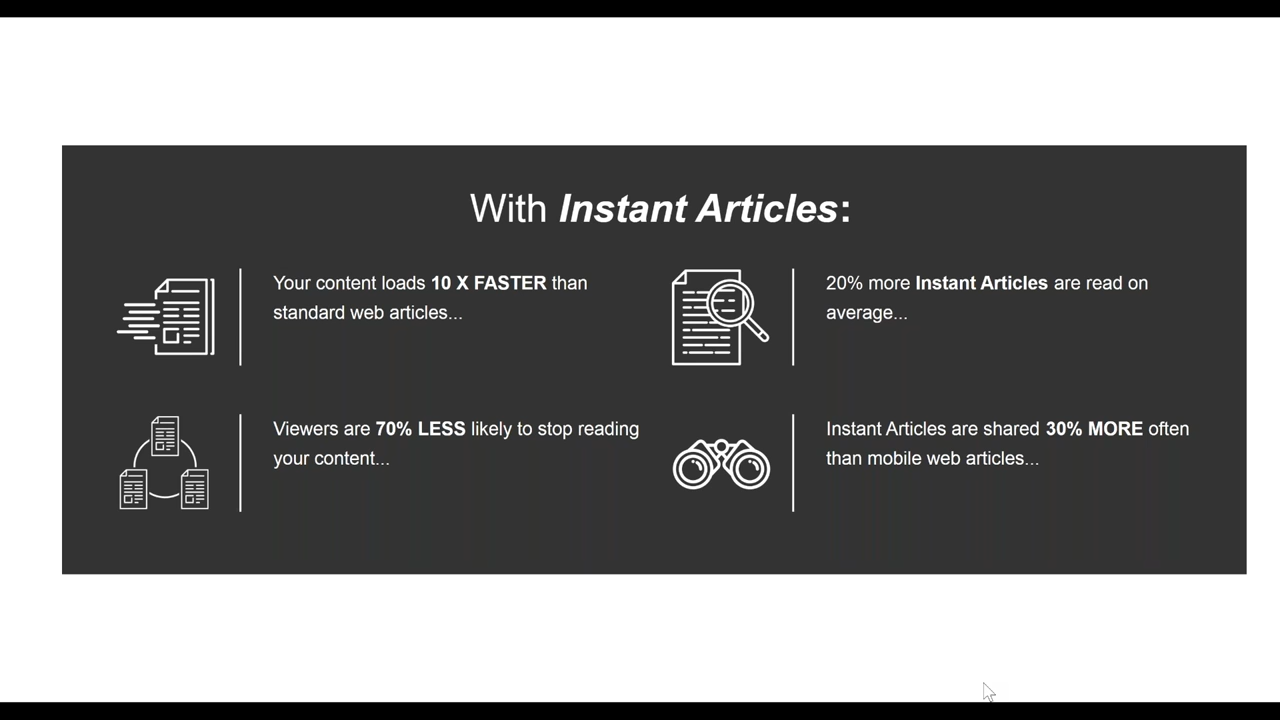 With Instant Articles:
Your content loads 10 X FASTER than
standard web articles...
20% more Instant Articles are read on
average...
Viewers are 70% LESS likely to stop reading
your content...
Instant Articles are shared 30% MORE often
than mobile web articles...